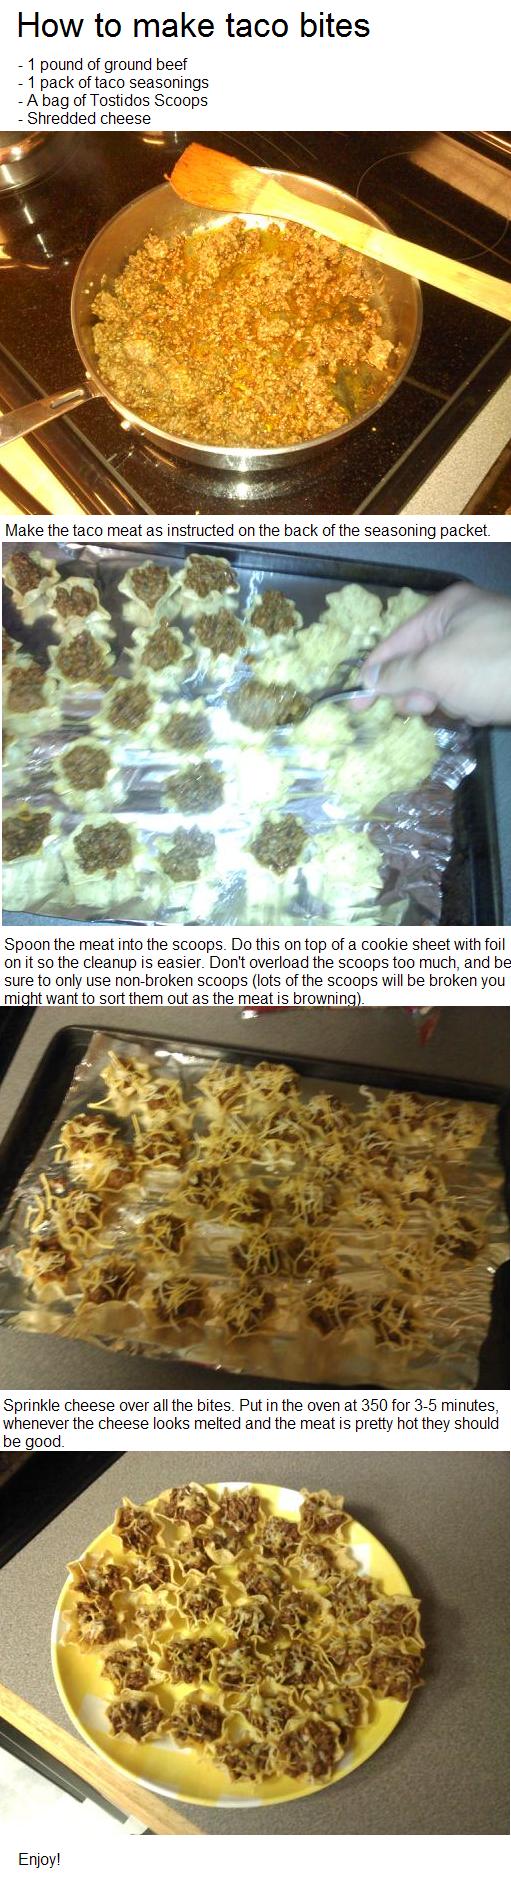 How to make taco bites
- 1 pound of ground beef
- 1 pack of taco seasonings
- A bag of Tostidos Scoops
- Shredded cheese
Make the taco meat as instructed on the back of the seasoning packet.
Spoon the meat into the scoops. Do this on top of a cookie sheet with foil
on it so the cleanup is easier. Don't overload the scoops too much, and be
sure to only use non-broken scoops (lots of the scoops will be broken you
might want to sort them out as the meat is browning).
Sprinkle cheese over all the bites. Put in the oven at 350 for 3-5 minutes,
whenever the cheese looks melted and the meat is pretty hot they should
be good.
Enjoy!